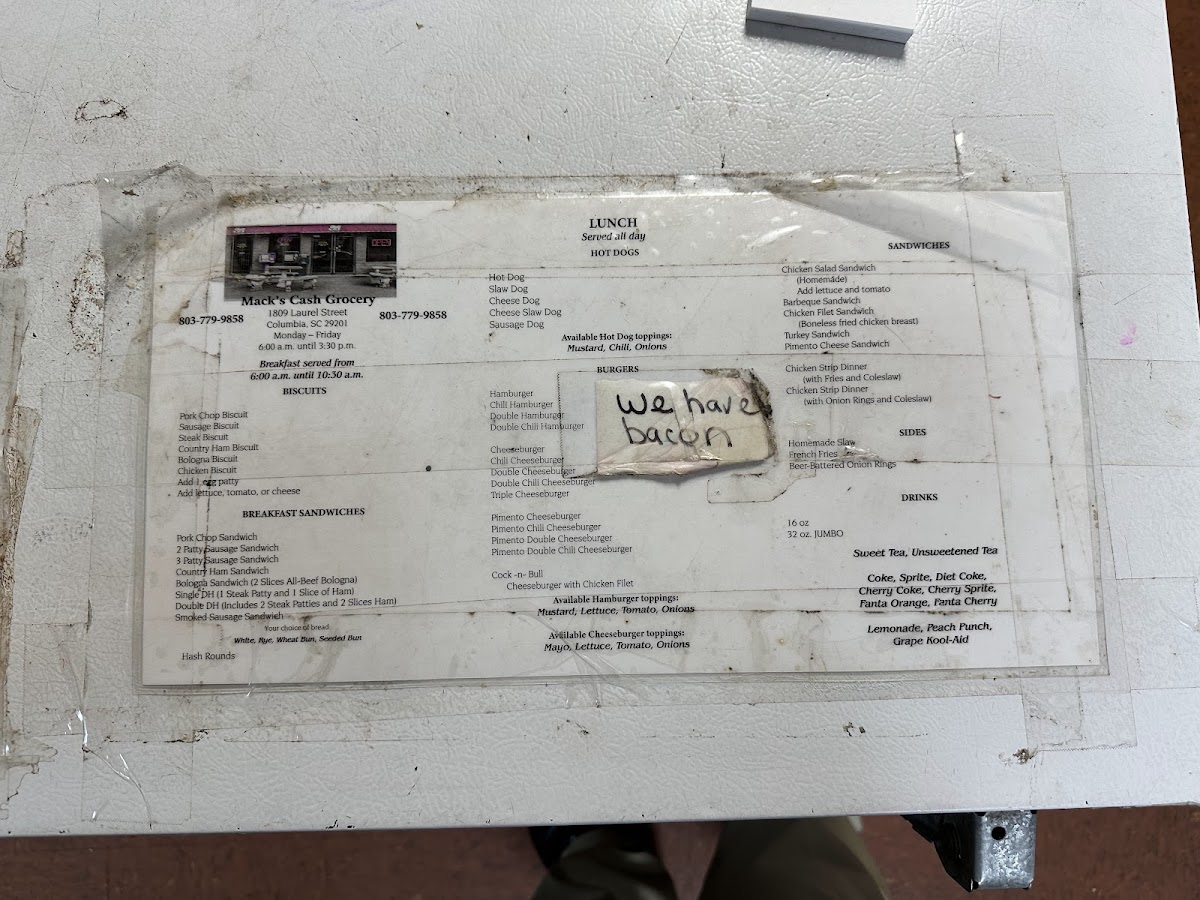 Mack's Cash Grocery
803-779-9858
1809 Laurel Street
803-779-9858
Columbia, SC 29201
Monday – Friday
6:00 a.m. until 3:30 p.m.
Breakfast served from
6:00 a.m. until 10:30 a.m.
BISCUITS
Pork Chop Biscuit
Sausage Biscuit
Steak Biscuit
Country Ham Biscuit
Bologna Biscuit
Chicken Biscuit
Add 1 egg patty
Add lettuce, tomato, or cheese
BREAKFAST SANDWICHES
Pork Chop Sandwich
2 Patty Sausage Sandwich
3 Patty Sausage Sandwich
Country Ham Sandwich
Bologna Sandwich (2 Slices All-Beef Bologna)
Single DH (1 Steak Patty and 1 Slice of Ham)
Double DH (Includes 2 Steak Patties and 2 Slices Ham)
Smoked Sausage Sandwich
Your choice of bread
White, Rye, Wheat Bun, Seeded Bun
Hash Rounds
LUNCH
Served all day
HOT DOGS
Hot Dog
Slaw Dog
Cheese Dog
Cheese Slaw Dog
Sausage Dog
Available Hot Dog toppings:
Mustard, Chili, Onions
BURGERS
Hamburger
Chili Hamburger
Double Hamburger
Double Chili Hamburger
Cheeseburger
Chili Cheeseburger
Double Cheeseburger
Double Chili Cheeseburger
Triple Cheeseburger
Pimento Cheeseburger
Pimento Chili Cheeseburger
Pimento Double Cheeseburger
Pimento Double Chili Cheeseburger
Cock -n- Bull
Cheeseburger with Chicken Filet
Available Hamburger toppings:
Mustard, Lettuce, Tomato, Onions
Available Cheeseburger toppings:
Mayo, Lettuce, Tomato, Onions
We have
bacon
SANDWICHES
Chicken Salad Sandwich
(Homemade)
Add lettuce and tomato
Barbeque Sandwich
Chicken Filet Sandwich
(Boneless fried chicken breast)
Turkey Sandwich
Pimento Cheese Sandwich
Chicken Strip Dinner
(with Fries and Coleslaw)
Chicken Strip Dinner
(with Onion Rings and Coleslaw)
SIDES
Homemade Slaw
French Fries
Beer-Battered Onion Rings
DRINKS
16 oz
32 oz. JUMBO
Sweet Tea, Unsweetened Tea
Coke, Sprite, Diet Coke,
Cherry Coke, Cherry Sprite,
Fanta Orange, Fanta Cherry
Lemonade, Peach Punch,
Grape Kool-Aid
OPEN